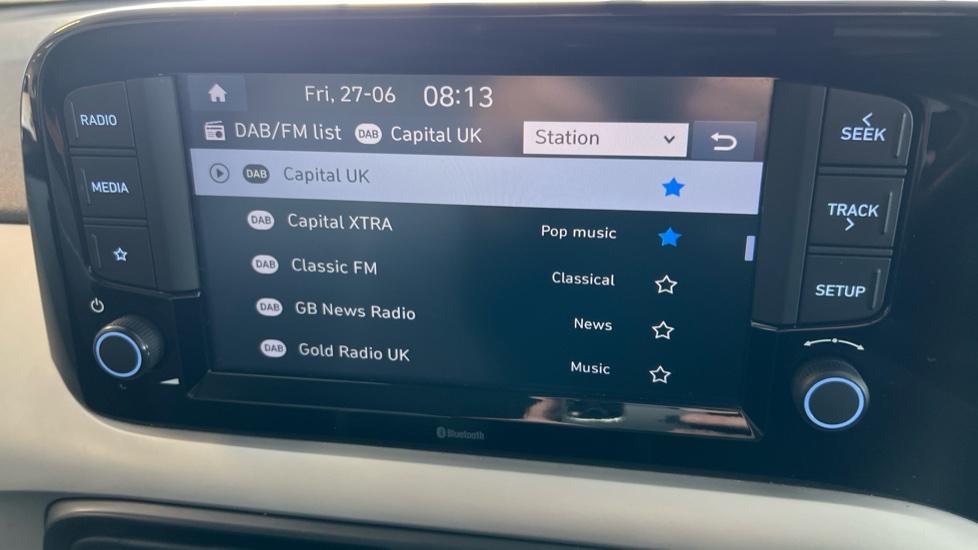 Fri, 27-06 08:13
DAB/FM list DAB Capital UK Station
DAB Capital UK
DAB Capital XTRA Pop music
DAB Classic FM Classical
DAB GB News Radio News
DAB Gold Radio UK Music
RADIO
MEDIA
SEEK
TRACK
SETUP
Bluetooth